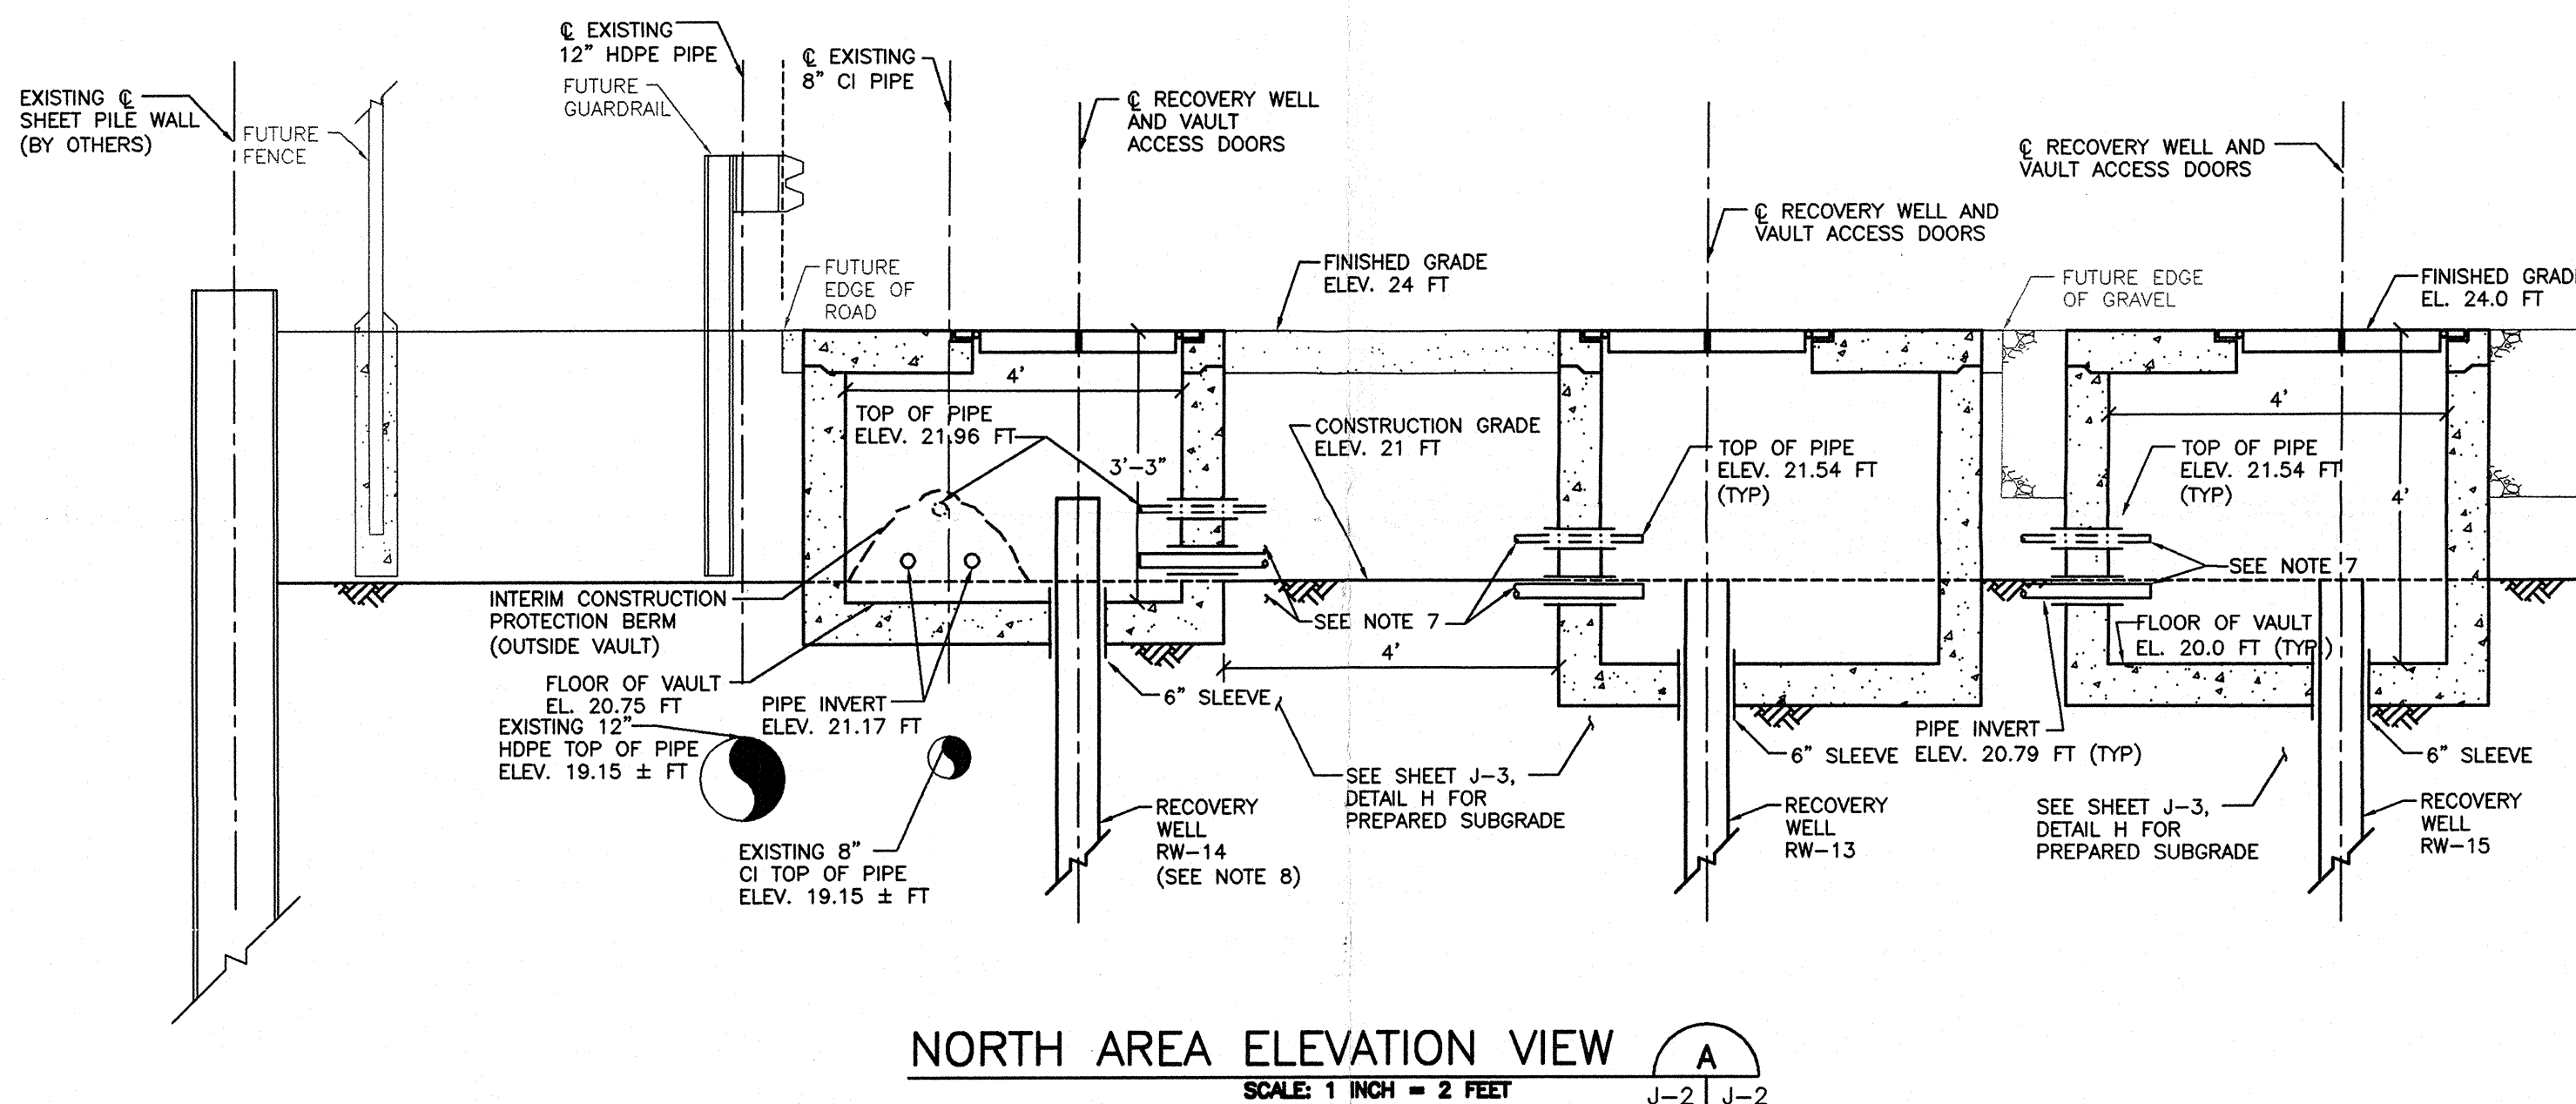 ℄ EXISTING
12" HDPE PIPE
℄ EXISTING
8" CI PIPE
EXISTING ℄
SHEET PILE WALL
(BY OTHERS)
FUTURE
FENCE
FUTURE
GUARDRAIL
℄ RECOVERY WELL
AND VAULT
ACCESS DOORS
℄ RECOVERY WELL AND
VAULT ACCESS DOORS
℄ RECOVERY WELL AND
VAULT ACCESS DOORS
FUTURE
EDGE OF
ROAD
FINISHED GRADE
ELEV. 24 FT
FUTURE EDGE
OF GRAVEL
FINISHED GRADE
EL. 24.0 FT
4'
TOP OF PIPE
ELEV. 21.96 FT
3'-3"
CONSTRUCTION GRADE
ELEV. 21 FT
TOP OF PIPE
ELEV. 21.54 FT
(TYP)
4'
TOP OF PIPE
ELEV. 21.54 FT
(TYP)
4'
INTERIM CONSTRUCTION
PROTECTION BERM
(OUTSIDE VAULT)
SEE NOTE 7
SEE NOTE 7
4'
FLOOR OF VAULT
EL. 20.0 FT (TYP)
FLOOR OF VAULT
EL. 20.75 FT
PIPE INVERT
ELEV. 21.17 FT
6" SLEEVE
EXISTING 12"
HDPE TOP OF PIPE
ELEV. 19.15 ± FT
6" SLEEVE
PIPE INVERT
ELEV. 20.79 FT (TYP)
6" SLEEVE
SEE SHEET J-3,
DETAIL H FOR
PREPARED SUBGRADE
EXISTING 8"
CI TOP OF PIPE
ELEV. 19.15 ± FT
RECOVERY
WELL
RW-14
(SEE NOTE 8)
RECOVERY
WELL
RW-13
SEE SHEET J-3,
DETAIL H FOR
PREPARED SUBGRADE
RECOVERY
WELL
RW-15
NORTH AREA ELEVATION VIEW
A
SCALE: 1 INCH = 2 FEET
J-2 J-2